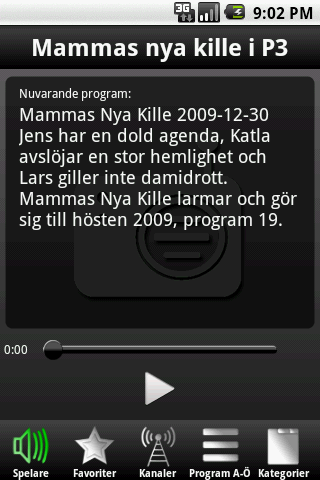 3G 9:02 PM
Mammas nya kille i P3
Nuvarande program:
Mammas Nya Kille 2009-12-30
Jens har en dold agenda, Katla
avslöjar en stor hemlighet och
Lars giller inte damidrott.
Mammas Nya Kille larmar och gör
sig till hösten 2009, program 19.
0:00
Spelare Favoriter Kanaler Program A-Ö Kategorier